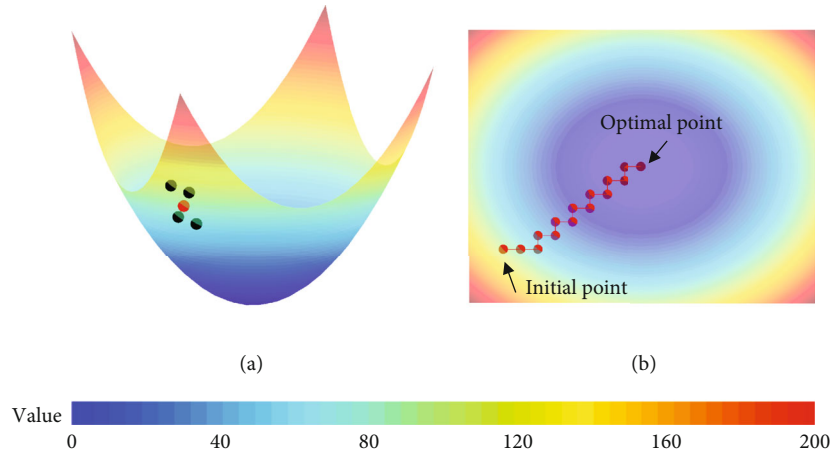 Optimal point
Initial point
(a)
(b)
Value
0 40 80 120 160 200